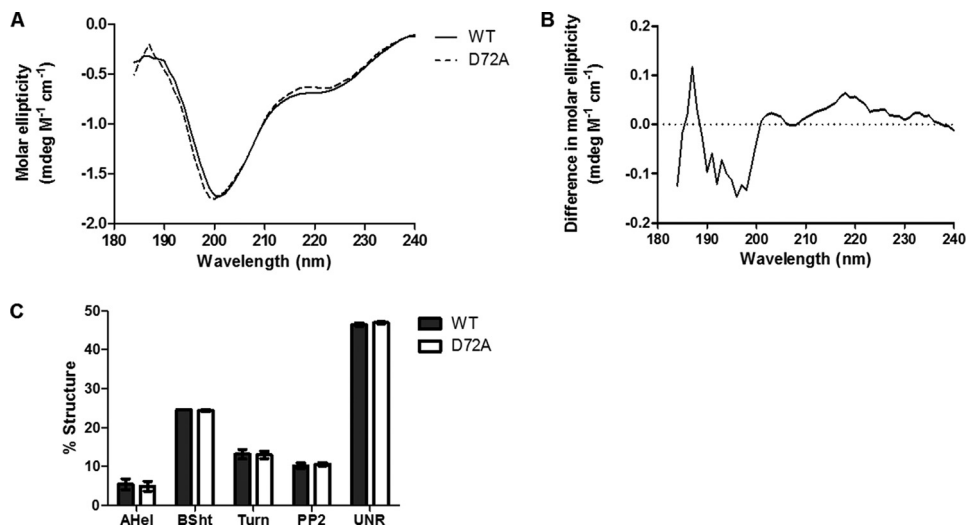 A
Molar ellipticity
(mdeg M-1 cm-1)
0.0
-0.5
-1.0
-1.5
-2.0
180 190 200 210 220 230 240
Wavelength (nm)
WT
D72A
B
Difference in molar ellipticity
(mdeg M-1 cm-1)
0.2
0.1
0.0
-0.1
-0.2
180 190 200 210 220 230 240
Wavelength (nm)
C
% Structure
50
40
30
20
10
0
AHel BSht Turn PP2 UNR
WT
D72A